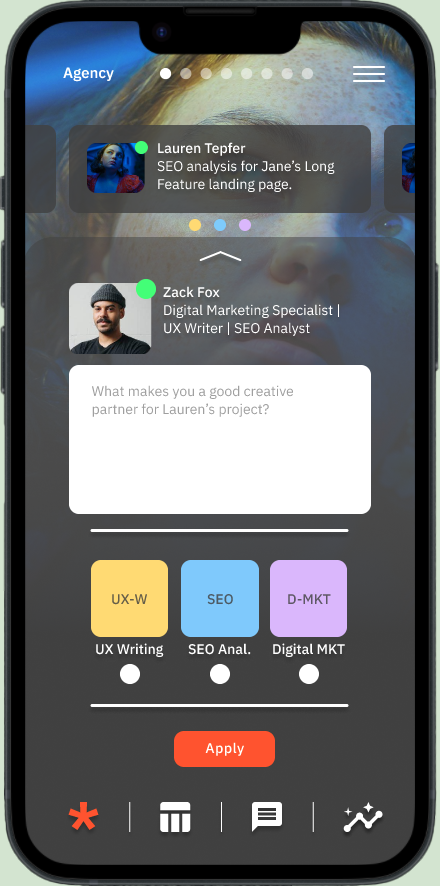 Agency
Lauren Tepfer
SEO analysis for Jane's Long
Feature landing page.
Zack Fox
Digital Marketing Specialist |
UX Writer | SEO Analyst
What makes you a good creative
partner for Lauren's project?
UX-W
SEO
D-MKT
UX Writing
SEO Anal.
Digital MKT
Apply